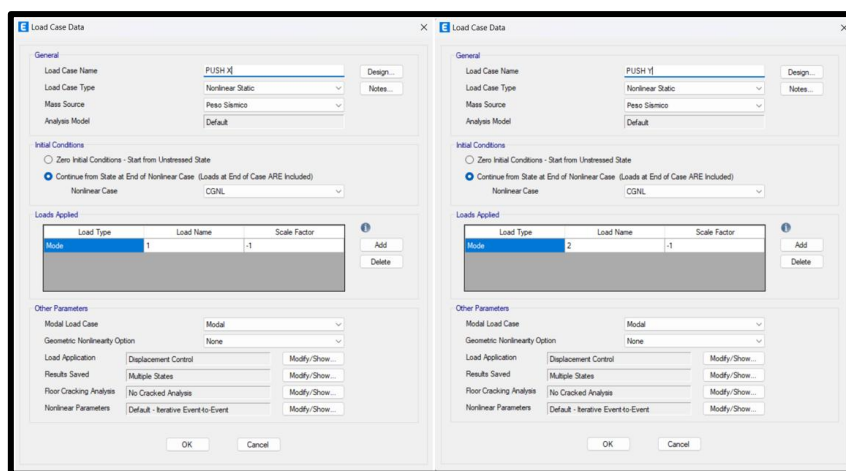 E Load Case Data
General
Load Case Name PUSH X Design...
Load Case Type Nonlinear Static Notes...
Mass Source Peso Sísmico
Analysis Model Default
Initial Conditions
Zero Initial Conditions - Start from Unstressed State
Continue from State at End of Nonlinear Case (Loads at End of Case ARE Included)
Nonlinear Case CGNL
Loads Applied
Load Type Load Name Scale Factor
Mode 1 -1 Add
Delete
Other Parameters
Modal Load Case Modal
Geometric Nonlinearity Option None
Load Application Displacement Control Modify/Show...
Results Saved Multiple States Modify/Show...
Floor Cracking Analysis No Cracked Analysis Modify/Show...
Nonlinear Parameters Default - Iterative Event-to-Event Modify/Show...
OK Cancel
E Load Case Data
General
Load Case Name PUSH Y Design...
Load Case Type Nonlinear Static Notes...
Mass Source Peso Sísmico
Analysis Model Default
Initial Conditions
Zero Initial Conditions - Start from Unstressed State
Continue from State at End of Nonlinear Case (Loads at End of Case ARE Included)
Nonlinear Case CGNL
Loads Applied
Load Type Load Name Scale Factor
Mode 2 -1 Add
Delete
Other Parameters
Modal Load Case Modal
Geometric Nonlinearity Option None
Load Application Displacement Control Modify/Show...
Results Saved Multiple States Modify/Show...
Floor Cracking Analysis No Cracked Analysis Modify/Show...
Nonlinear Parameters Default - Iterative Event-to-Event Modify/Show...
OK Cancel